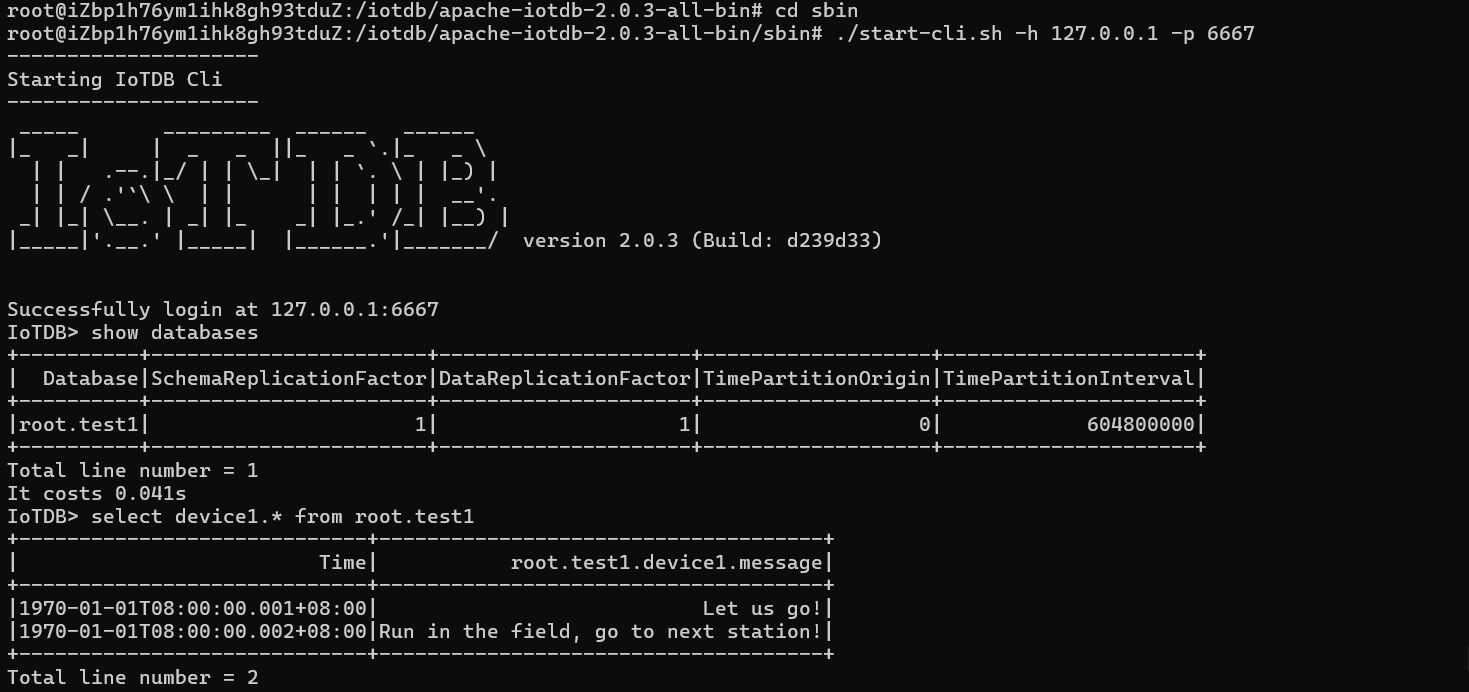 root@iZbp1h76ym1ihk8gh93tduZ:/iotdb/apache-iotdb-2.0.3-all-bin# cd sbin
root@iZbp1h76ym1ihk8gh93tduZ:/iotdb/apache-iotdb-2.0.3-all-bin/sbin# ./start-cli.sh -h 127.0.0.1 -p 6667
---------------------
Starting IoTDB Cli
---------------------
 _____       _________  ______   ______
|_   _|     |  _   _  ||_   _ `.|_   _ \
  | |   .--.|_/ | | \_|  | | `. \ | |_) |
  | | / .'`\ \  | |      | |  | | |  __'.
 _| |_| \__. | _| |_    _| |_.' /_| |__) |
|_____|'.__.' |_____|  |______.'|_______/  version 2.0.3 (Build: d239d33)
Successfully login at 127.0.0.1:6667
IoTDB> show databases
+----------+-----------------------+---------------------+-------------------+---------------------+
|  Database|SchemaReplicationFactor|DataReplicationFactor|TimePartitionOrigin|TimePartitionInterval|
+----------+-----------------------+---------------------+-------------------+---------------------+
|root.test1|                      1|                    1|                  0|            604800000|
+----------+-----------------------+---------------------+-------------------+---------------------+
Total line number = 1
It costs 0.041s
IoTDB> select device1.* from root.test1
+-----------------------------+-------------------------------------+
|                         Time|           root.test1.device1.message|
+-----------------------------+-------------------------------------+
|1970-01-01T08:00:00.001+08:00|                           Let us go!|
|1970-01-01T08:00:00.002+08:00|Run in the field, go to next station!|
+-----------------------------+-------------------------------------+
Total line number = 2